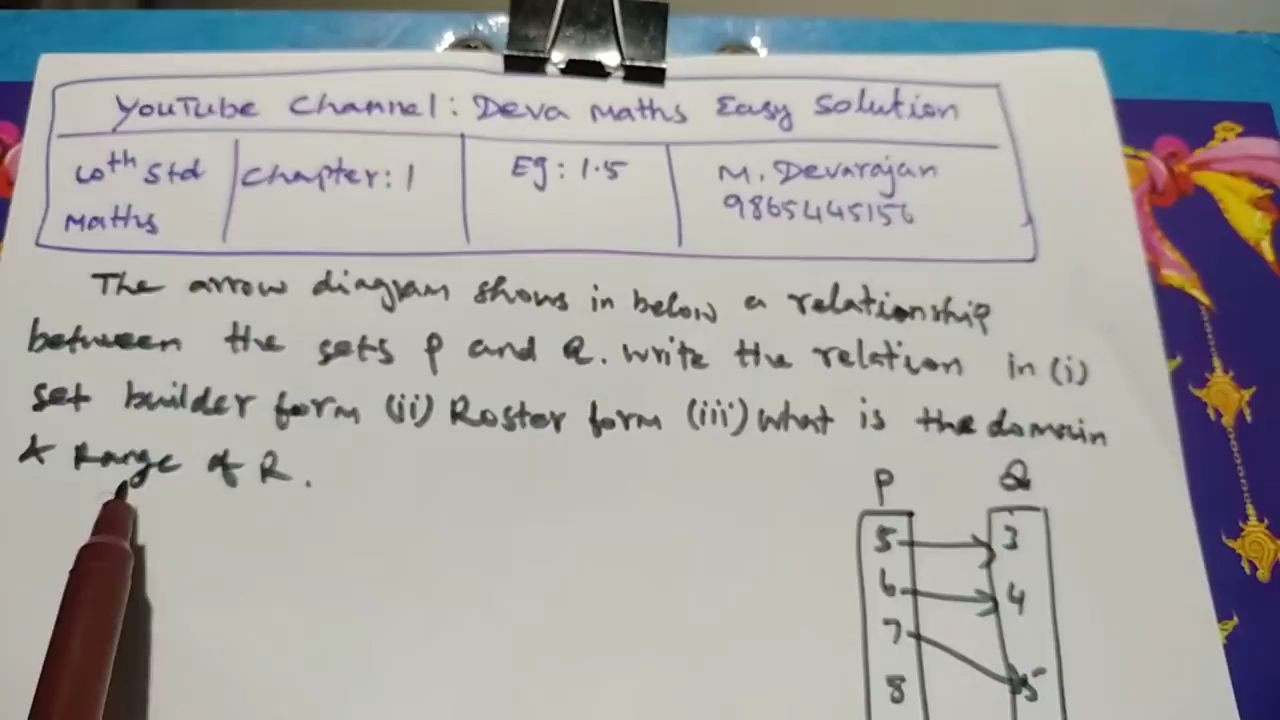 YouTube Channel: Deva Maths Easy Solution
10th Std Maths
Chapter: 1
Eg: 1.5
M. Devarajan
9865445156
The arrow diagram shows in below a relationship
between the sets P and Q. write the relation in (i)
set builder form (ii) Roster form (iii) what is the domain
& Range of R.
P Q
5 3
6 4
7
8 5